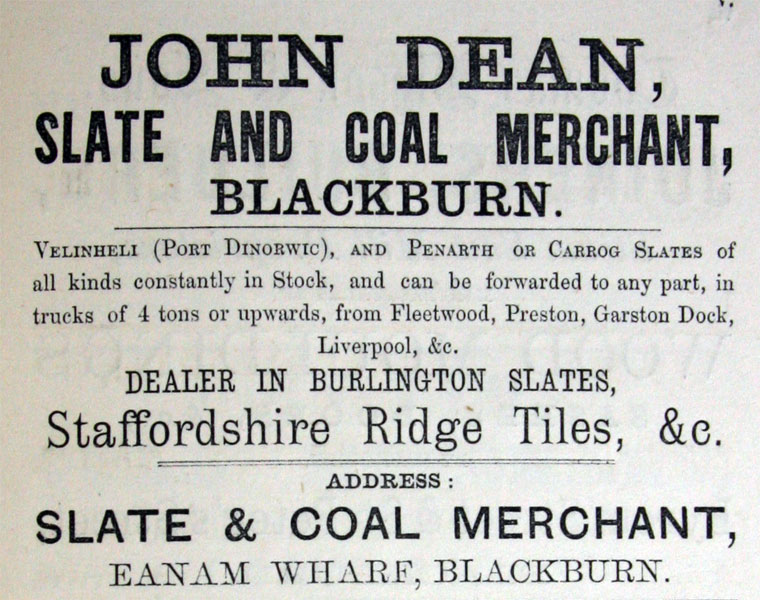 JOHN DEAN,
SLATE AND COAL MERCHANT,
BLACKBURN.
VELINHELI (PORT DINORWIC), AND PENARTH OR CARROG SLATES of
all kinds constantly in Stock, and can be forwarded to any part, in
trucks of 4 tons or upwards, from Fleetwood, Preston, Garston Dock,
Liverpool, &c.
DEALER IN BURLINGTON SLATES,
Staffordshire Ridge Tiles, &c.
ADDRESS:
SLATE & COAL MERCHANT,
EANAM WHARF, BLACKBURN.